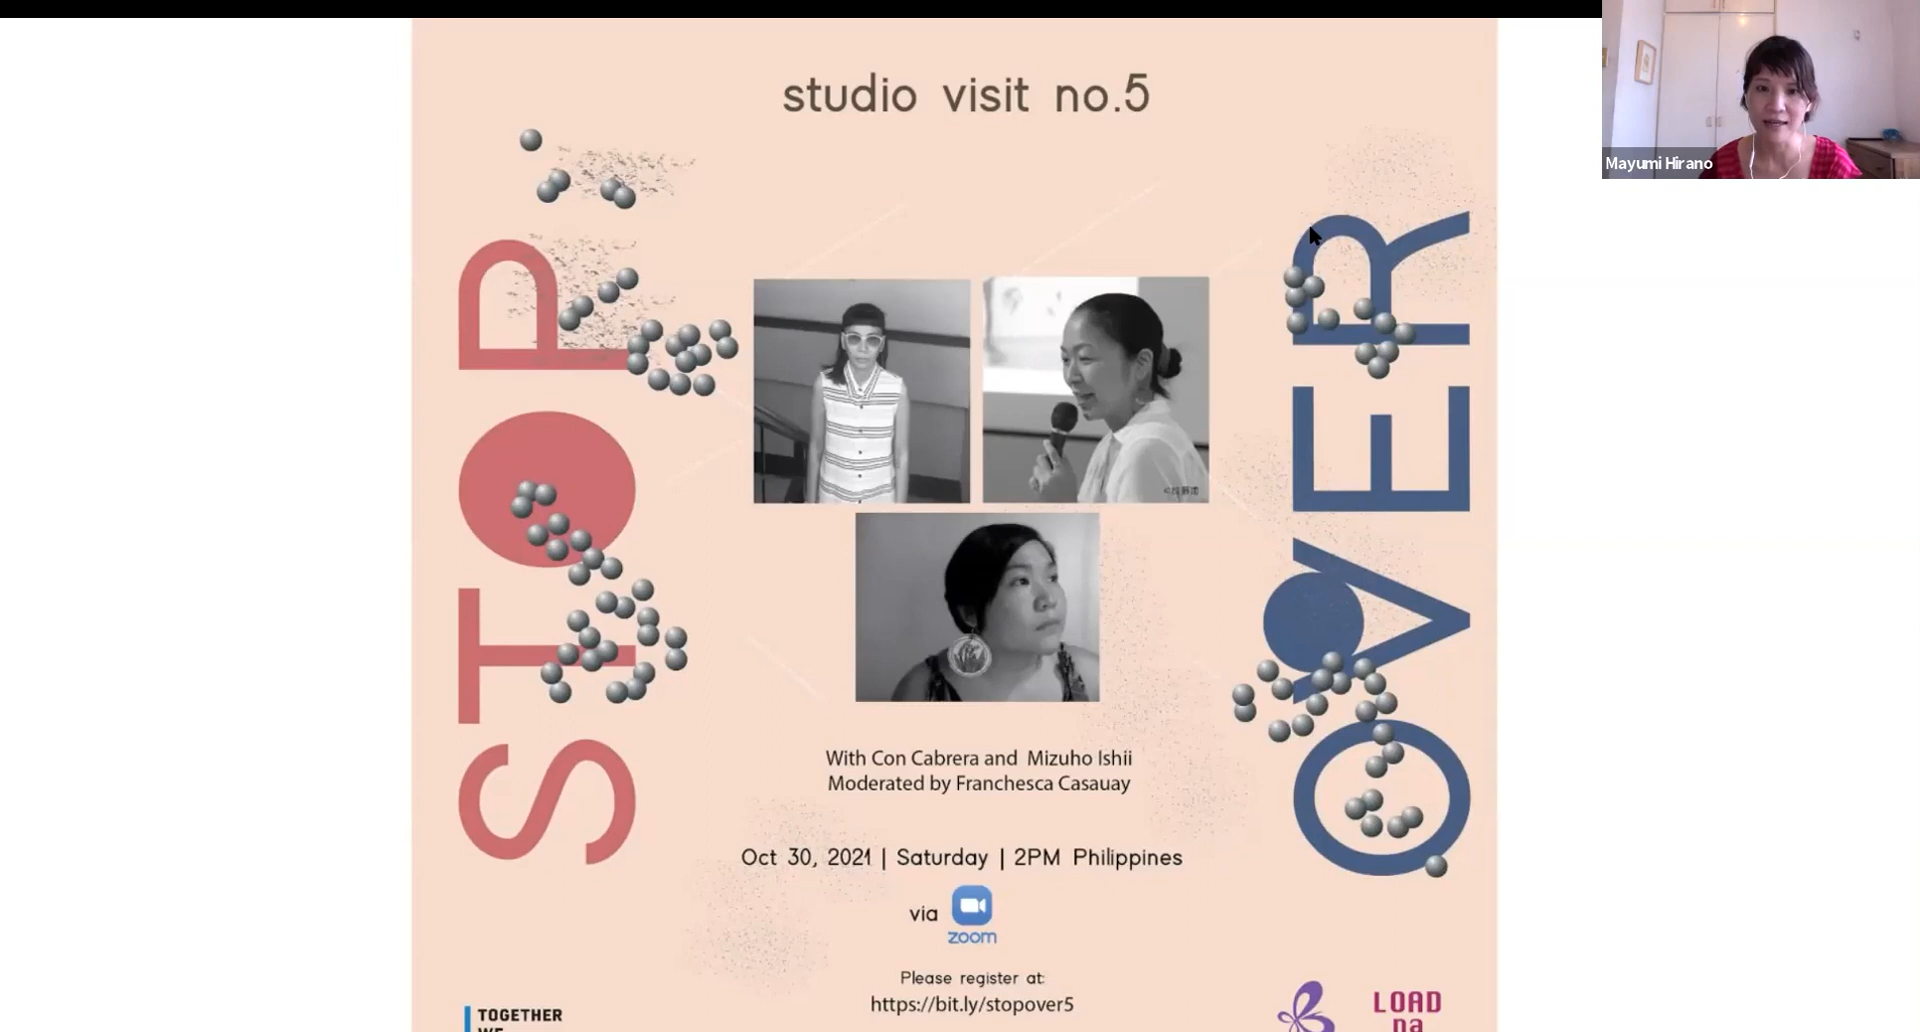 studio visit no.5
Mayumi Hirano
STOP
OVER
With Con Cabrera and Mizuho Ishii
Moderated by Franchesca Casauay
Oct 30, 2021 | Saturday | 2PM Philippines
via
zoom
Please register at:
https://bit.ly/stopover5
TOGETHER
WE
LOAD
na